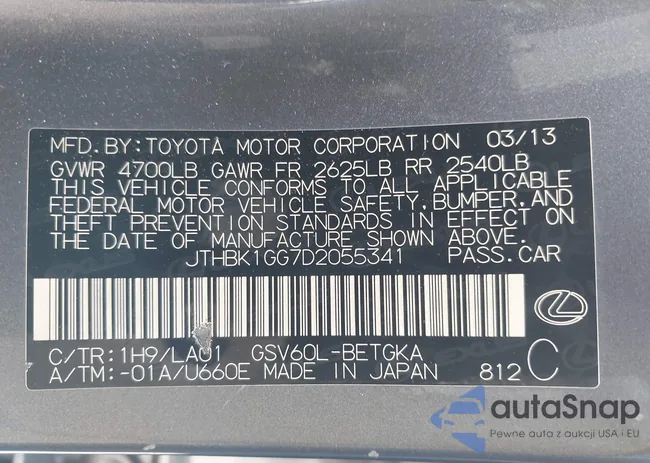 MFD.BY:TOYOTA MOTOR CORPORATION 03/13
GVWR 4700LB GAWR FR 2625LB RR 2540LB
THIS VEHICLE CONFORMS TO ALL APPLICABLE
FEDERAL MOTOR VEHICLE SAFETY,BUMPER,AND
THEFT PREVENTION STANDARDS IN EFFECT ON
THE DATE OF MANUFACTURE SHOWN ABOVE.
JTHBK1GG7D2055341 PASS.CAR
C/TR:1H9/LA01 GSV60L-BETGKA
A/TM:-01A/U660E MADE IN JAPAN 812 C
autaSnap
Pewne auta z aukcji USA i EU